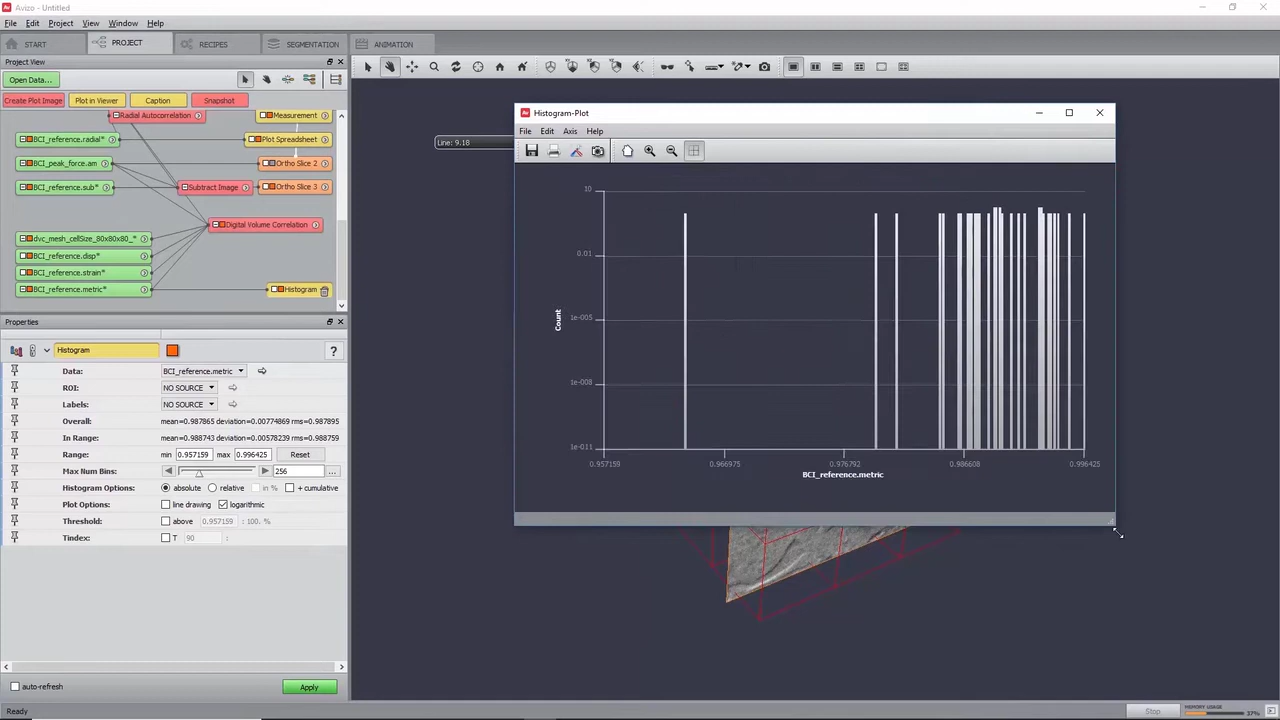 Avizo - Untitled
File Edit Project View Window Help
START PROJECT RECIPES SEGMENTATION ANIMATION
Project View
Open Data...
Create Plot Image Plot in Viewer Caption Snapshot
Radial Autocorrelation Measurement
BCI_reference.radial* Plot Spreadsheet
BCI_peak_force.am Ortho Slice 2
BCI_reference.sub* Subtract Image Ortho Slice 3
Digital Volume Correlation
dvc_mesh_cellSize_80x80x80_*
BCI_reference.disp*
BCI_reference.strain*
BCI_reference.metric* Histogram
Properties
Histogram ?
Data: BCI_reference.metric
ROI: NO SOURCE
Labels: NO SOURCE
Overall: mean=0.987865 deviation=0.00774869 rms=0.987895
In Range: mean=0.988743 deviation=0.00578239 rms=0.988759
Range: min 0.957159 max 0.996425 Reset
Max Num Bins: 256 ...
Histogram Options: absolute relative in % + cumulative
Plot Options: line drawing logarithmic
Threshold: above 0.957159 : 100. %
Tindex: T 90 :
auto-refresh Apply
Ready
Line: 9.18
Histogram-Plot
File Edit Axis Help
10
0.01
1e-005
1e-008
1e-011
Count
0.957159 0.966975 0.976792 0.986608 0.996425
BCI_reference.metric
Stop MEMORY USAGE 37%